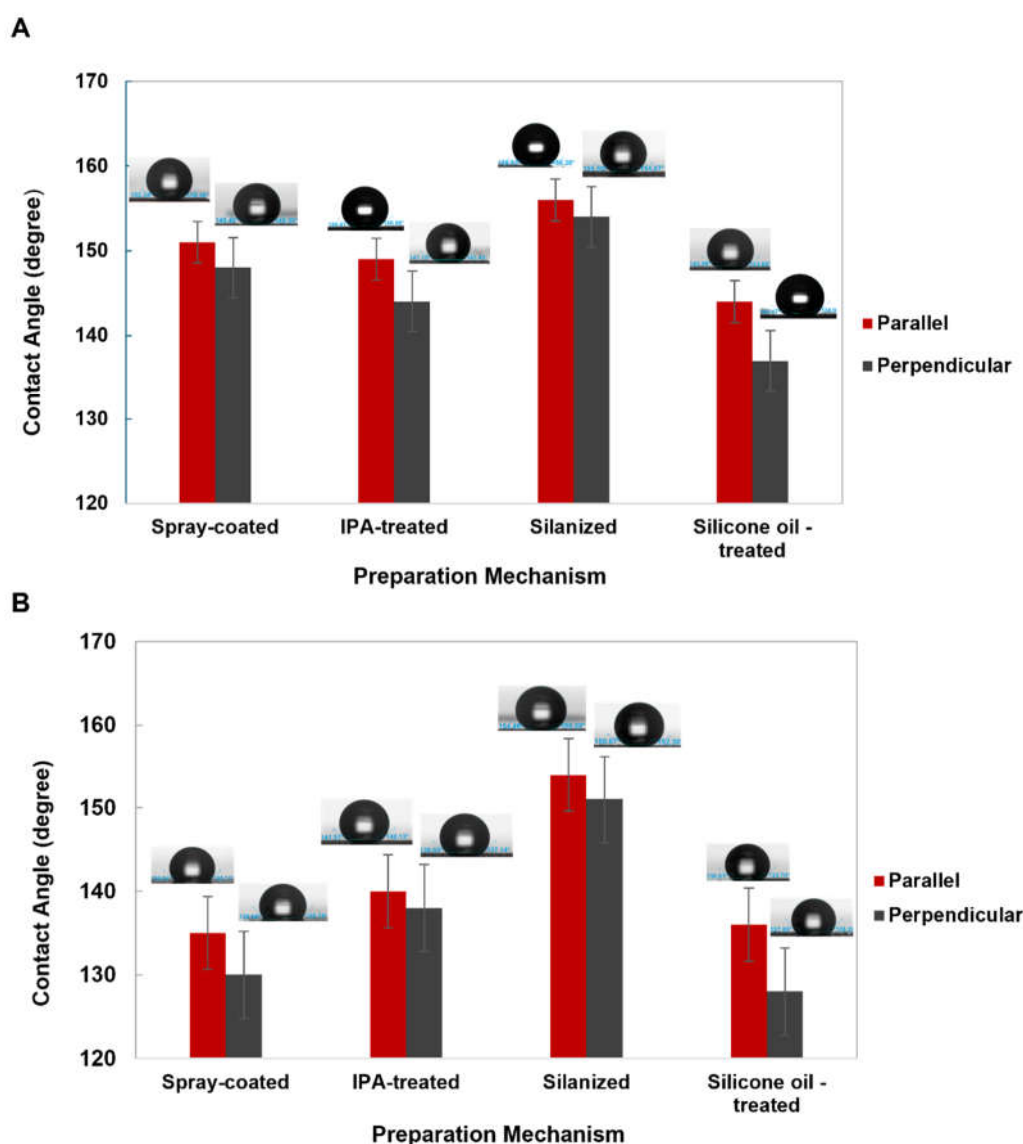 A
170
160
150
140
130
120
Contact Angle (degree)
Spray-coated
IPA-treated
Silanized
Silicone oil -
treated
Preparation Mechanism
Parallel
Perpendicular
B
170
160
150
140
130
120
Contact Angle (degree)
Spray-coated
IPA-treated
Silanized
Silicone oil -
treated
Preparation Mechanism
Parallel
Perpendicular